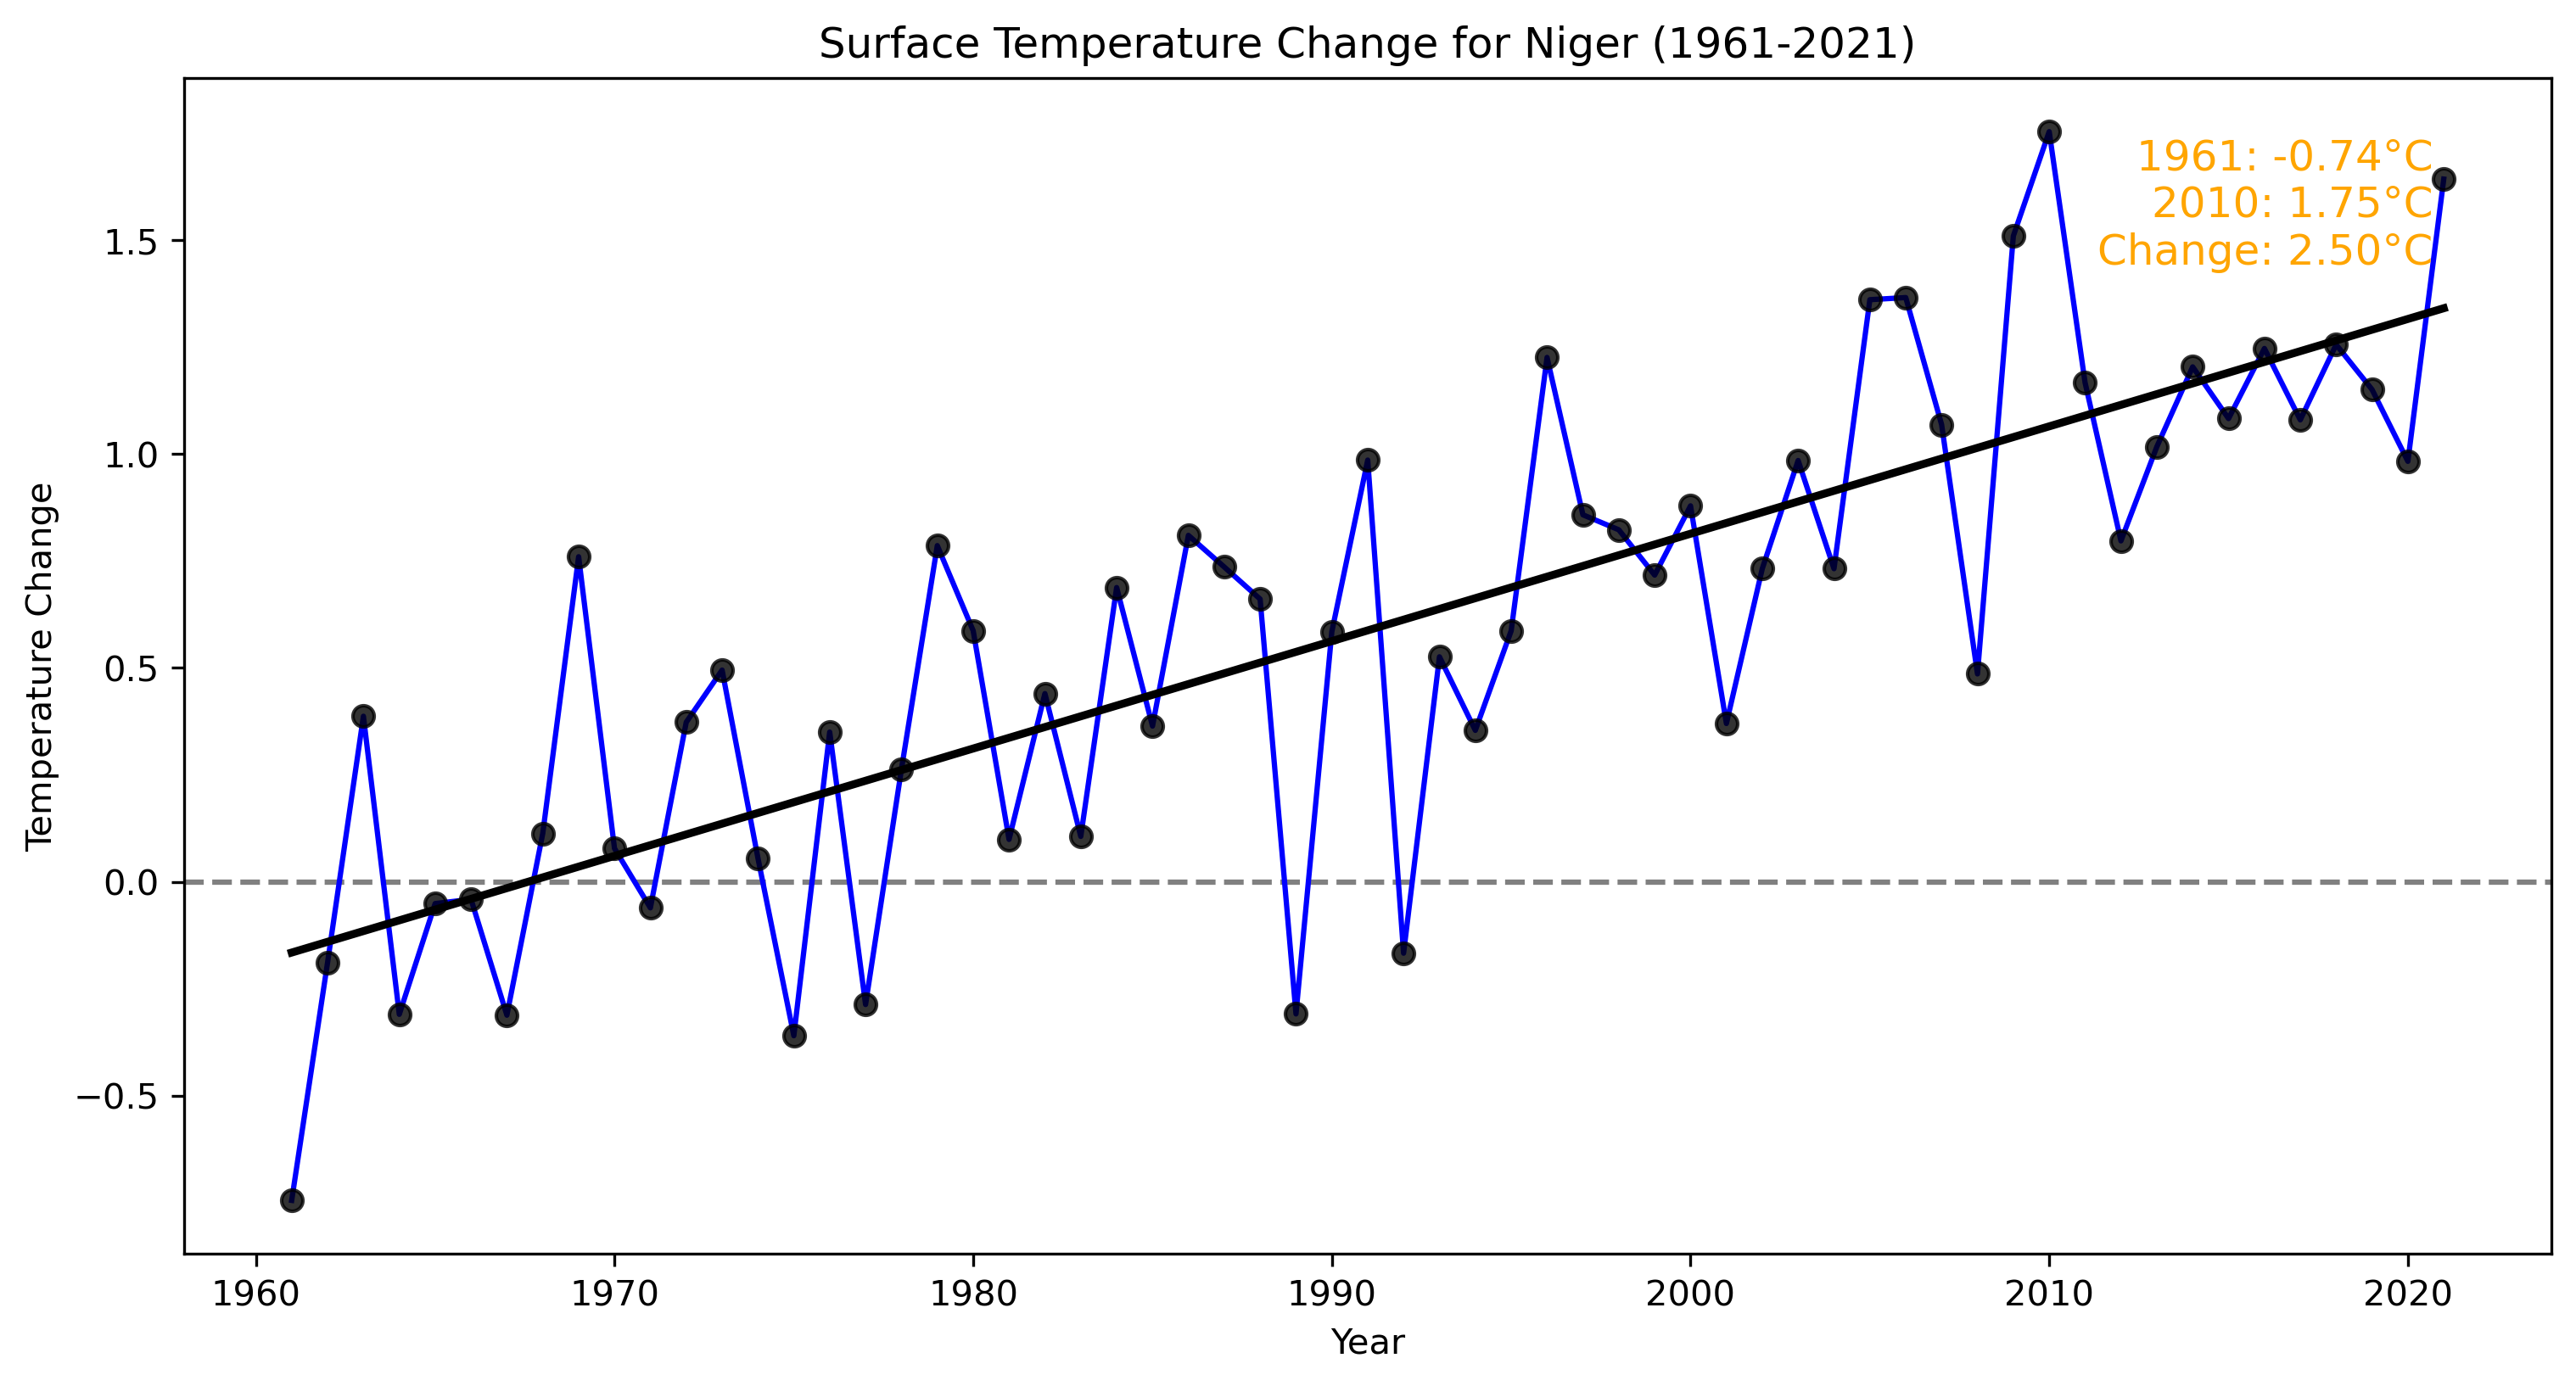 Surface Temperature Change for Niger (1961-2021)
1961: -0.74°C
2010: 1.75°C
Change: 2.50°C
Temperature Change
1.5
1.0
0.5
0.0
−0.5
1960 1970 1980 1990 2000 2010 2020
Year